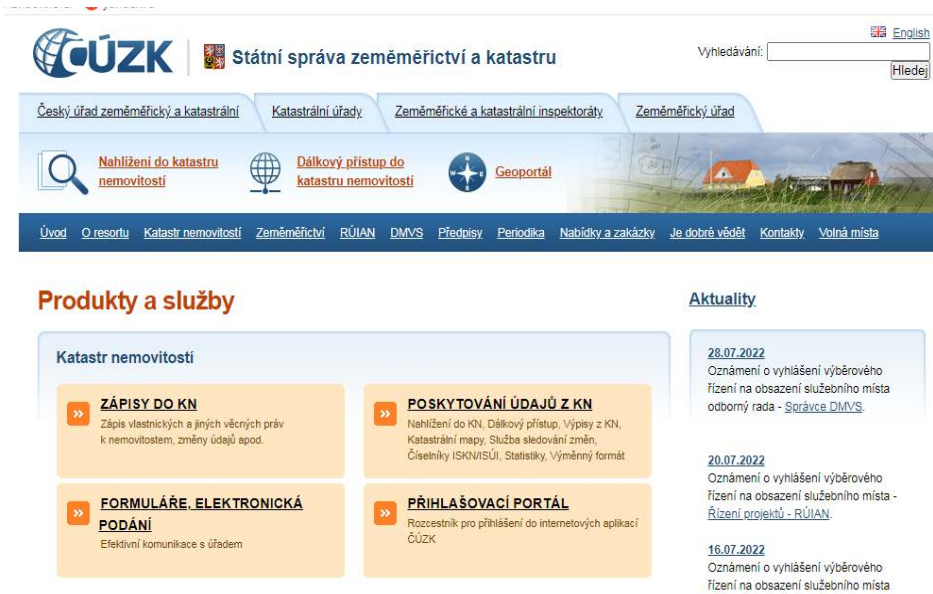 English
ČÚZK
Státní správa zeměměřictví a katastru
Vyhledávání:
Hledej
Český úřad zeměměřický a katastrální
Katastrální úřady
Zeměměřické a katastrální inspektoráty
Zeměměřický úřad
Nahlížení do katastru
nemovitostí
Dálkový přístup do
katastru nemovitostí
Geoportál
Úvod O resortu Katastr nemovitostí Zeměměřictví RÚIAN DMVS Předpisy Periodika Nabídky a zakázky Je dobré vědět Kontakty Volná místa
Produkty a služby
Katastr nemovitostí
ZÁPISY DO KN
Zápis vlastnických a jiných věcných práv
k nemovitostem, změny údajů apod.
POSKYTOVÁNÍ ÚDAJŮ Z KN
Nahlížení do KN, Dálkový přístup, Výpisy z KN,
Katastrální mapy, Služba sledování změn,
Číselníky ISKN/ISÚI, Statistiky, Výměnný formát
FORMULÁŘE, ELEKTRONICKÁ
PODÁNÍ
Efektivní komunikace s úřadem
PŘIHLAŠOVACÍ PORTÁL
Rozcestník pro přihlášení do internetových aplikací
ČÚZK
Aktuality
28.07.2022
Oznámení o vyhlášení výběrového
řízení na obsazení služebního místa
odborný rada - Správce DMVS.
20.07.2022
Oznámení o vyhlášení výběrového
řízení na obsazení služebního místa -
Řízení projektů - RÚIAN.
16.07.2022
Oznámení o vyhlášení výběrového
řízení na obsazení služebního místa